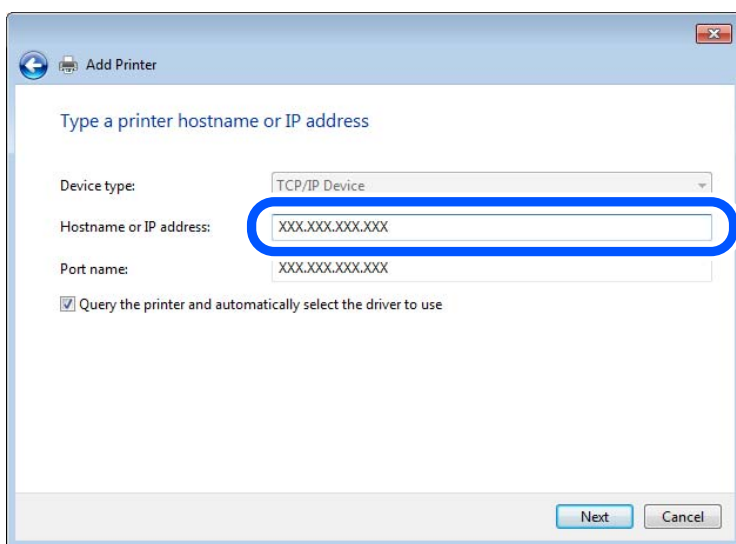 Add Printer
Type a printer hostname or IP address
Device type: TCP/IP Device
Hostname or IP address: XXX.XXX.XXX.XXX
Port name: XXX.XXX.XXX.XXX
Query the printer and automatically select the driver to use
Next Cancel